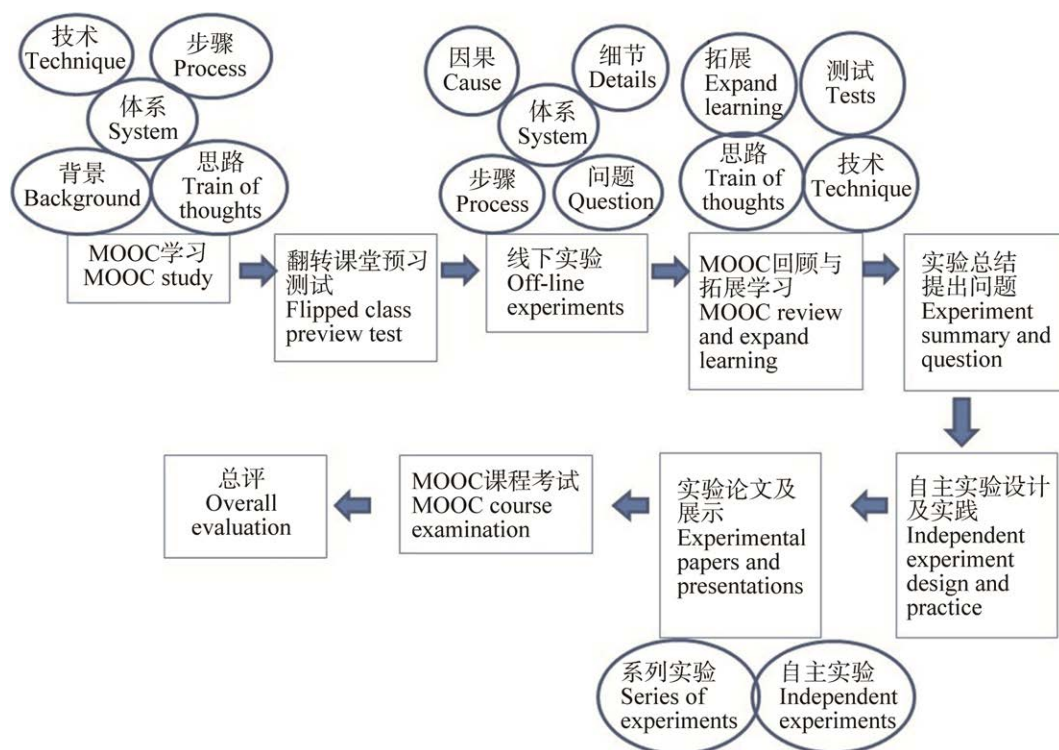 技术
Technique
步骤
Process
体系
System
背景
Background
思路
Train of
thoughts
因果
Cause
细节
Details
体系
System
步骤
Process
问题
Question
拓展
Expand
learning
测试
Tests
思路
Train of
thoughts
技术
Technique
MOOC学习
MOOC study
翻转课堂预习
测试
Flipped class
preview test
线下实验
Off-line
experiments
MOOC回顾与
拓展学习
MOOC review
and expand
learning
实验总结
提出问题
Experiment
summary and
question
自主实验设计
及实践
Independent
experiment
design and
practice
实验论文及
展示
Experimental
papers and
presentations
MOOC课程考试
MOOC course
examination
总评
Overall
evaluation
系列实验
Series of
experiments
自主实验
Independent
experiments